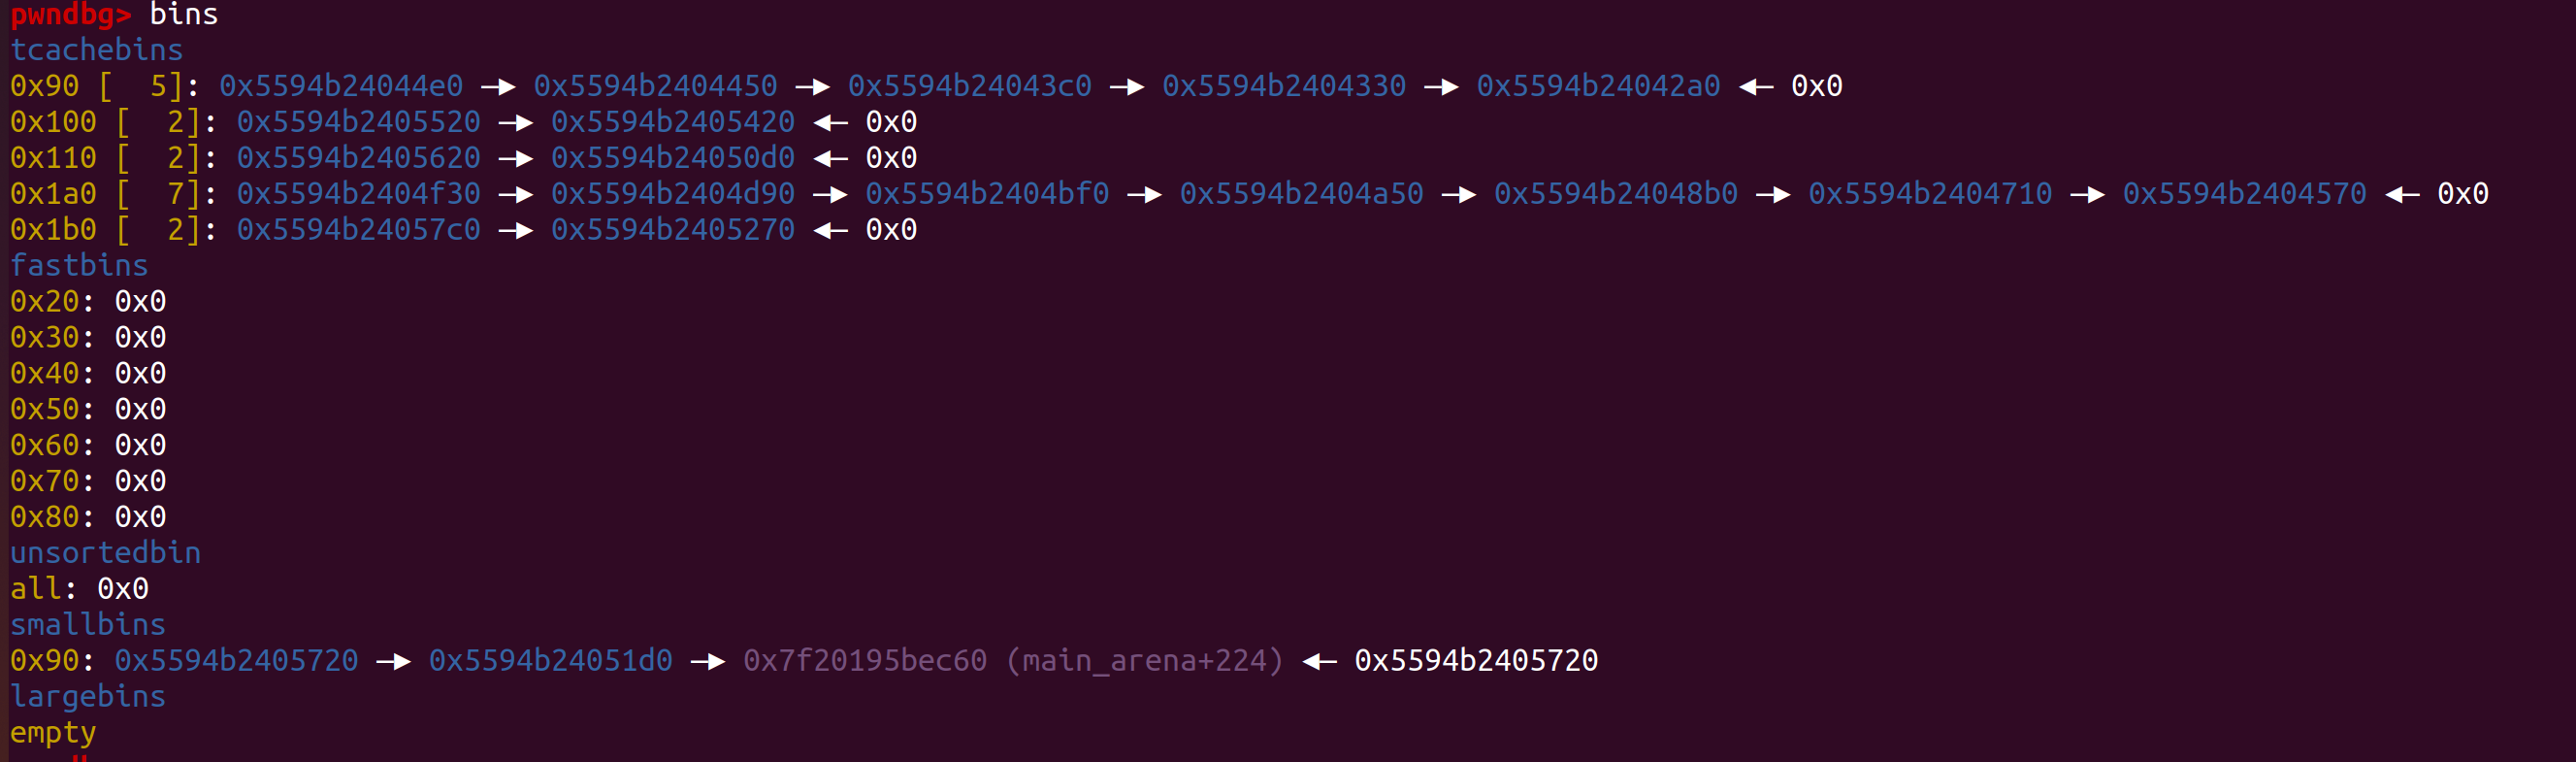 pwndbg> bins
tcachebins
0x90 [  5]: 0x5594b24044e0 —▸ 0x5594b2404450 —▸ 0x5594b24043c0 —▸ 0x5594b2404330 —▸ 0x5594b24042a0 ◂— 0x0
0x100 [  2]: 0x5594b2405520 —▸ 0x5594b2405420 ◂— 0x0
0x110 [  2]: 0x5594b2405620 —▸ 0x5594b24050d0 ◂— 0x0
0x1a0 [  7]: 0x5594b2404f30 —▸ 0x5594b2404d90 —▸ 0x5594b2404bf0 —▸ 0x5594b2404a50 —▸ 0x5594b24048b0 —▸ 0x5594b2404710 —▸ 0x5594b2404570 ◂— 0x0
0x1b0 [  2]: 0x5594b24057c0 —▸ 0x5594b2405270 ◂— 0x0
fastbins
0x20: 0x0
0x30: 0x0
0x40: 0x0
0x50: 0x0
0x60: 0x0
0x70: 0x0
0x80: 0x0
unsortedbin
all: 0x0
smallbins
0x90: 0x5594b2405720 —▸ 0x5594b24051d0 —▸ 0x7f20195bec60 (main_arena+224) ◂— 0x5594b2405720
largebins
empty